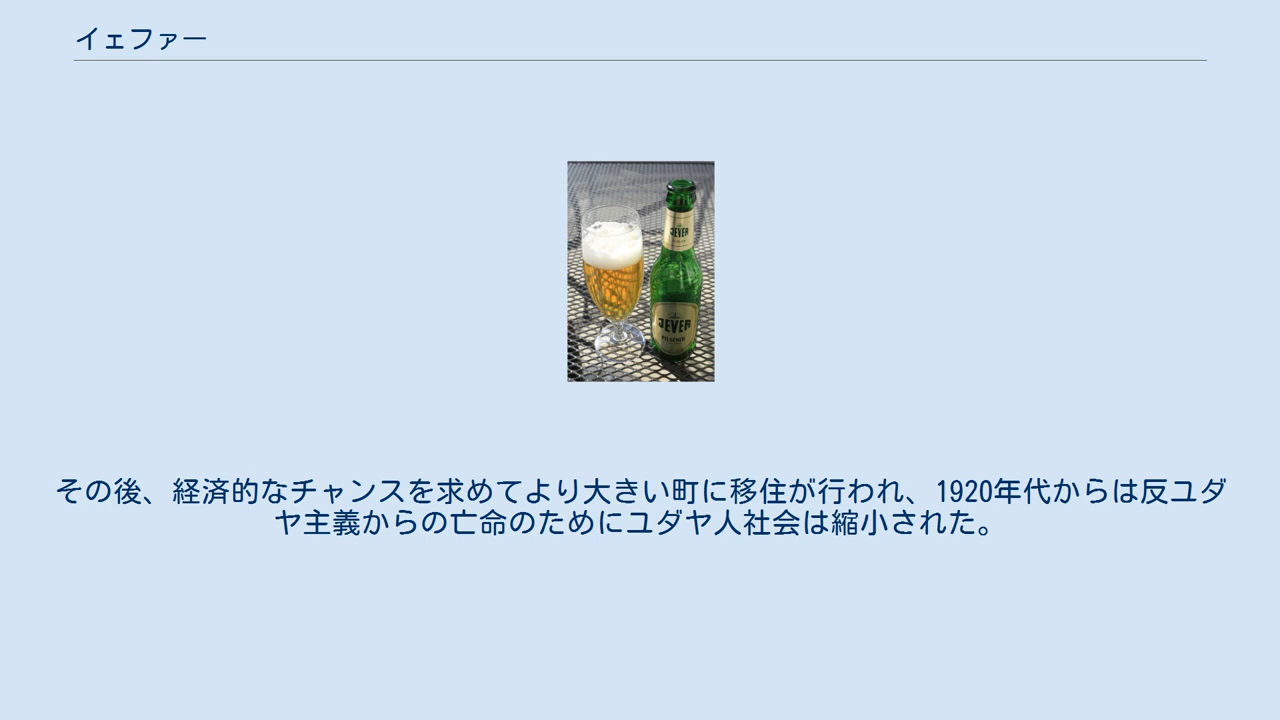 イェファー
JEVER
JEVER
PILSENER
その後、経済的なチャンスを求めてより大きい町に移住が行われ、1920年代からは反ユダ
ヤ主義からの亡命のためにユダヤ人社会は縮小された。